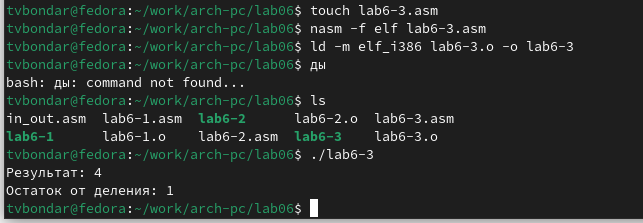 tvbondar@fedora:~/work/arch-pc/lab06$ touch lab6-3.asm
tvbondar@fedora:~/work/arch-pc/lab06$ nasm -f elf lab6-3.asm
tvbondar@fedora:~/work/arch-pc/lab06$ ld -m elf_i386 lab6-3.o -o lab6-3
tvbondar@fedora:~/work/arch-pc/lab06$ ды
bash: ды: command not found...
tvbondar@fedora:~/work/arch-pc/lab06$ ls
in_out.asm  lab6-1.asm  lab6-2      lab6-2.o  lab6-3.asm
lab6-1      lab6-1.o    lab6-2.asm  lab6-3    lab6-3.o
tvbondar@fedora:~/work/arch-pc/lab06$ ./lab6-3
Результат: 4
Остаток от деления: 1
tvbondar@fedora:~/work/arch-pc/lab06$